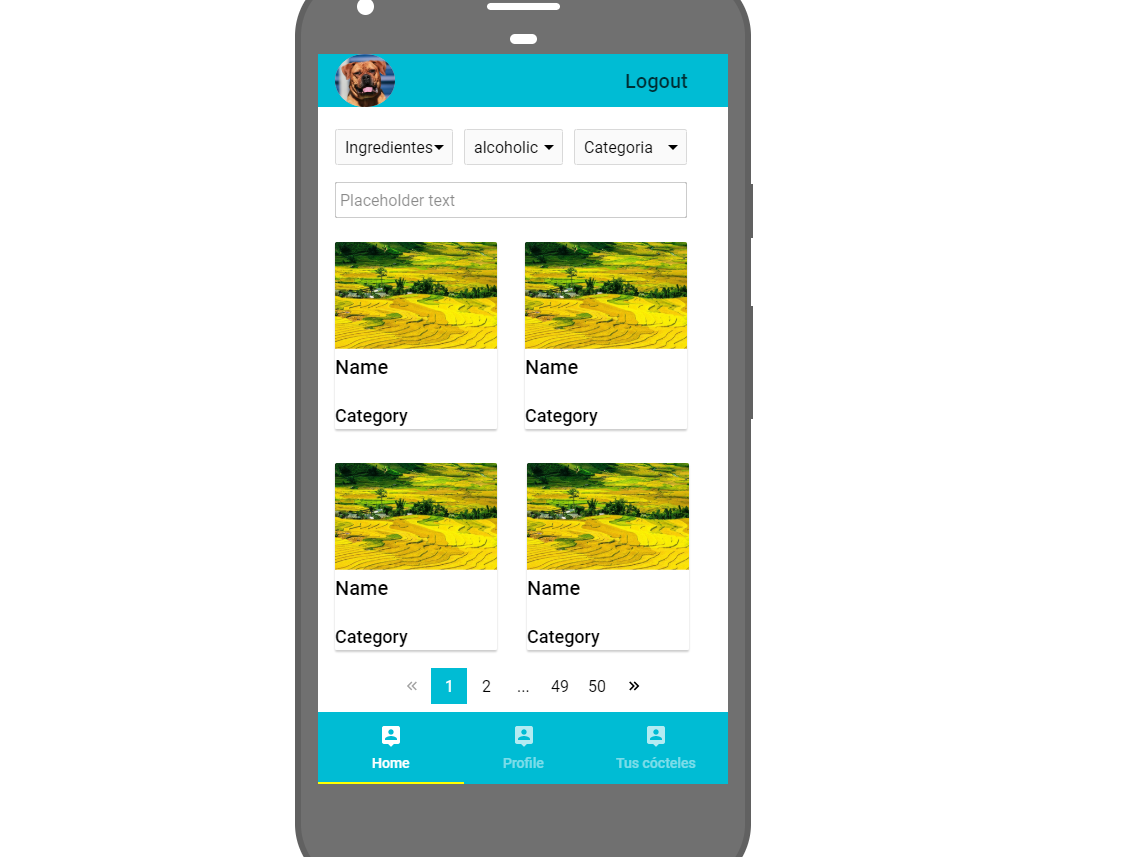 Logout
Ingredientes alcoholic Categoria
Placeholder text
Name Name
Category Category
Name Name
Category Category
« 1 2 ... 49 50 »
Home Profile Tus cócteles